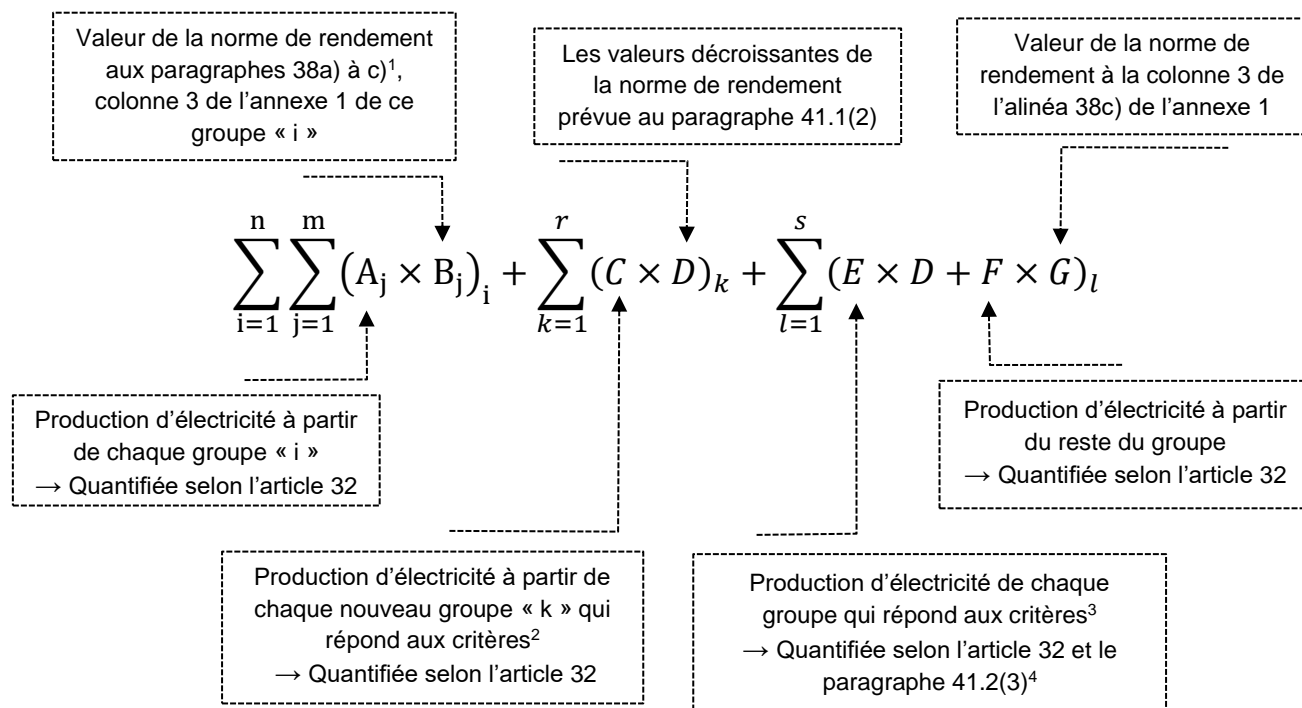 Valeur de la norme de rendement
aux paragraphes 38a) à c)¹,
colonne 3 de l’annexe 1 de ce
groupe « i »
Les valeurs décroissantes de
la norme de rendement
prévue au paragraphe 41.1(2)
Valeur de la norme de
rendement à la colonne 3 de
l’alinéa 38c) de l’annexe 1
n m r s
∑ ∑ (A_j × B_j)_i + ∑ (C × D)_k + ∑ (E × D + F × G)_l
i=1 j=1 k=1 l=1
Production d’électricité à partir
de chaque groupe « i »
→ Quantifiée selon l’article 32
Production d’électricité à partir
du reste du groupe
→ Quantifiée selon l’article 32
Production d’électricité à partir de
chaque nouveau groupe « k » qui
répond aux critères²
→ Quantifiée selon l’article 32
Production d’électricité de chaque
groupe qui répond aux critères³
→ Quantifiée selon l’article 32 et le
paragraphe 41.2(3)⁴